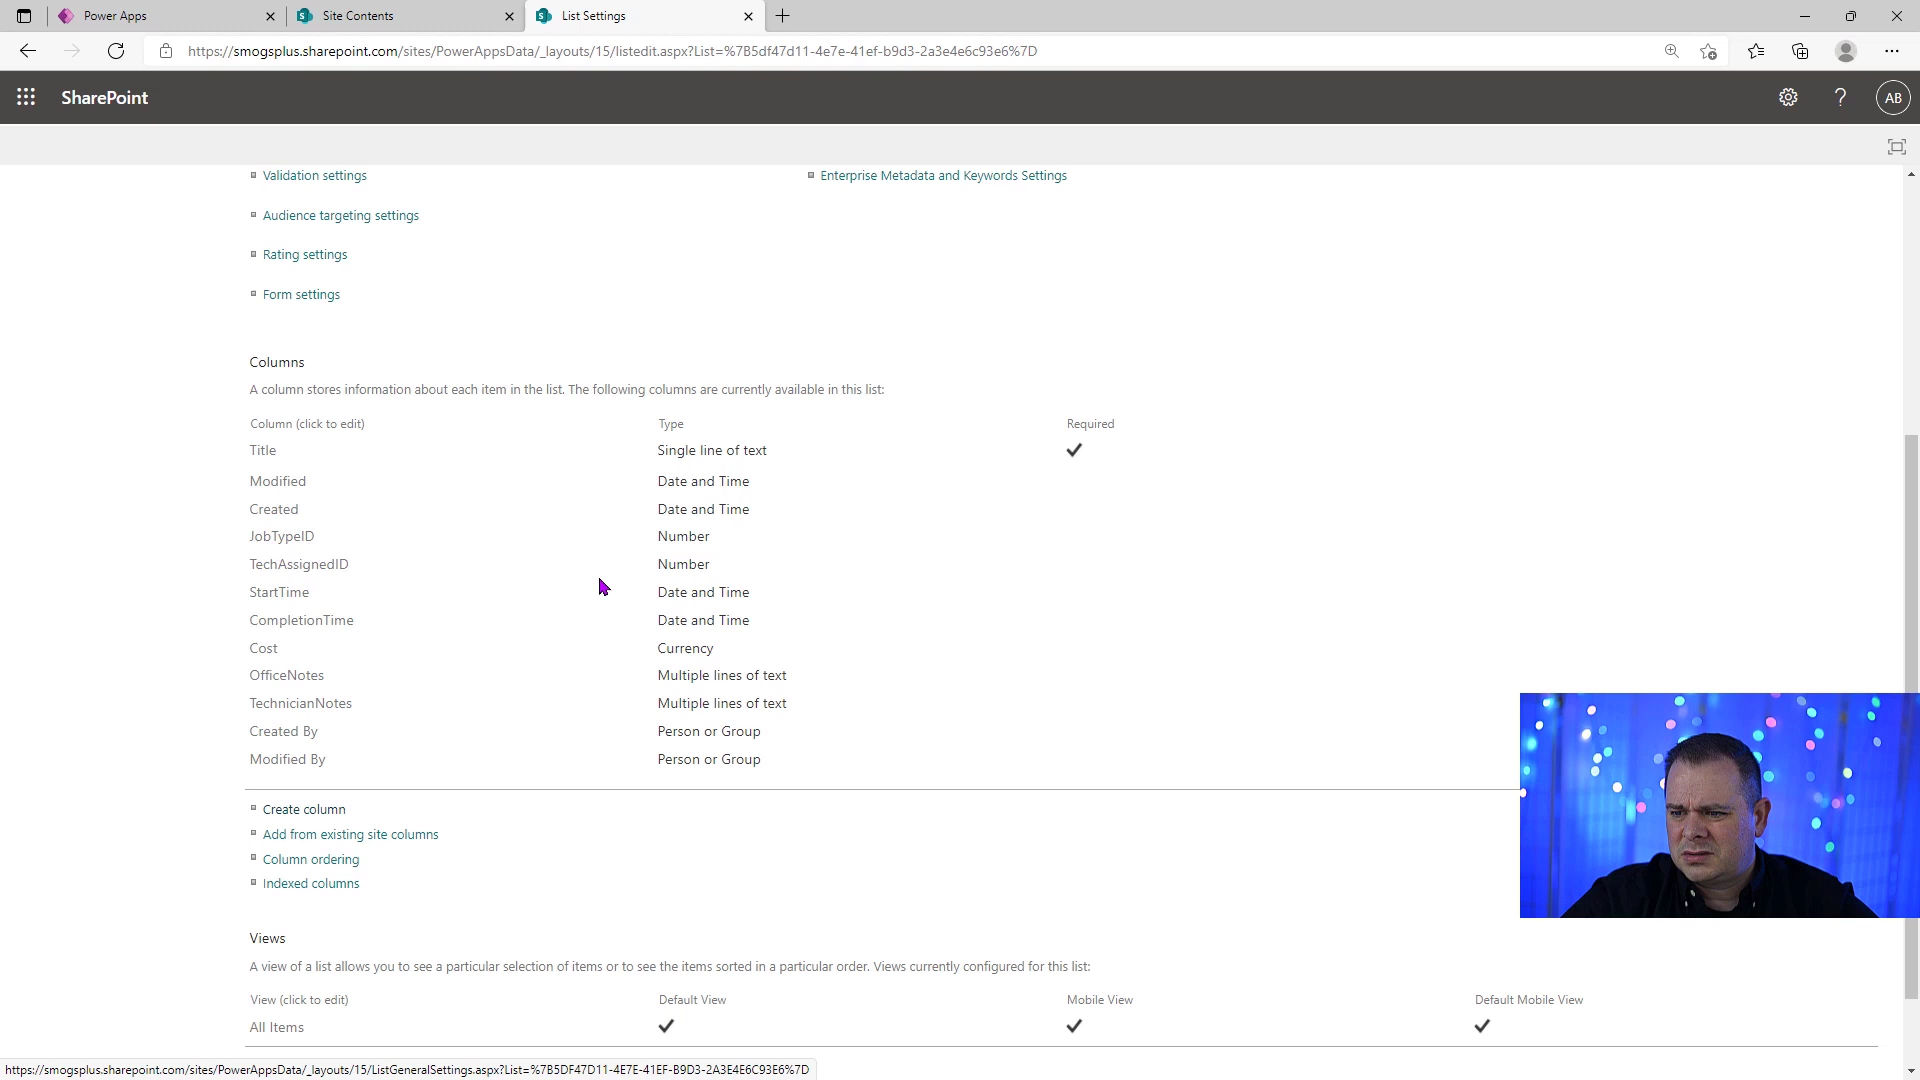 Power Apps
Site Contents
List Settings
https://smogsplus.sharepoint.com/sites/PowerAppsData/_layouts/15/listedit.aspx?List=%7B5df47d11-4e7e-41ef-b9d3-2a3e4e6c93e6%7D
SharePoint
?
AB
Validation settings
Enterprise Metadata and Keywords Settings
Audience targeting settings
Rating settings
Form settings
Columns
A column stores information about each item in the list. The following columns are currently available in this list:
Column (click to edit) Type Required
Title Single line of text
Modified Date and Time
Created Date and Time
JobTypeID Number
TechAssignedID Number
StartTime Date and Time
CompletionTime Date and Time
Cost Currency
OfficeNotes Multiple lines of text
TechnicianNotes Multiple lines of text
Created By Person or Group
Modified By Person or Group
Create column
Add from existing site columns
Column ordering
Indexed columns
Views
A view of a list allows you to see a particular selection of items or to see the items sorted in a particular order. Views currently configured for this list:
View (click to edit) Default View Mobile View Default Mobile View
All Items
https://smogsplus.sharepoint.com/sites/PowerAppsData/_layouts/15/ListGeneralSettings.aspx?List=%7B5DF47D11-4E7E-41EF-B9D3-2A3E4E6C93E6%7D